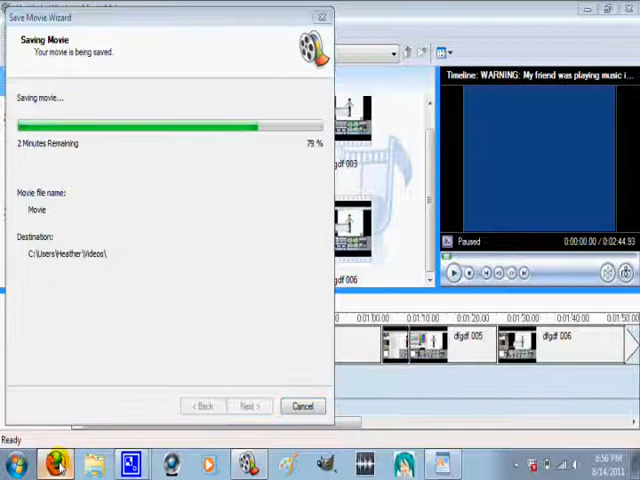 Save Movie Wizard
Saving Movie
Your movie is being saved.
Saving movie...
2 Minutes Remaining
79 %
Movie file name:
Movie
Destination:
C:\Users\Heather\Videos\
< Back
Next >
Cancel
gdf 003
gdf 006
Timeline: WARNING: My friend was playing music i...
Paused
0:00:00.00 / 0:02:44.93
0:01:00.00
0:01:10.00
0:01:20.00
0:01:30.00
0:01:40.00
0:01:50.00
dfgdf 005
dfgdf 006
Ready
8:56 PM
8/14/2011